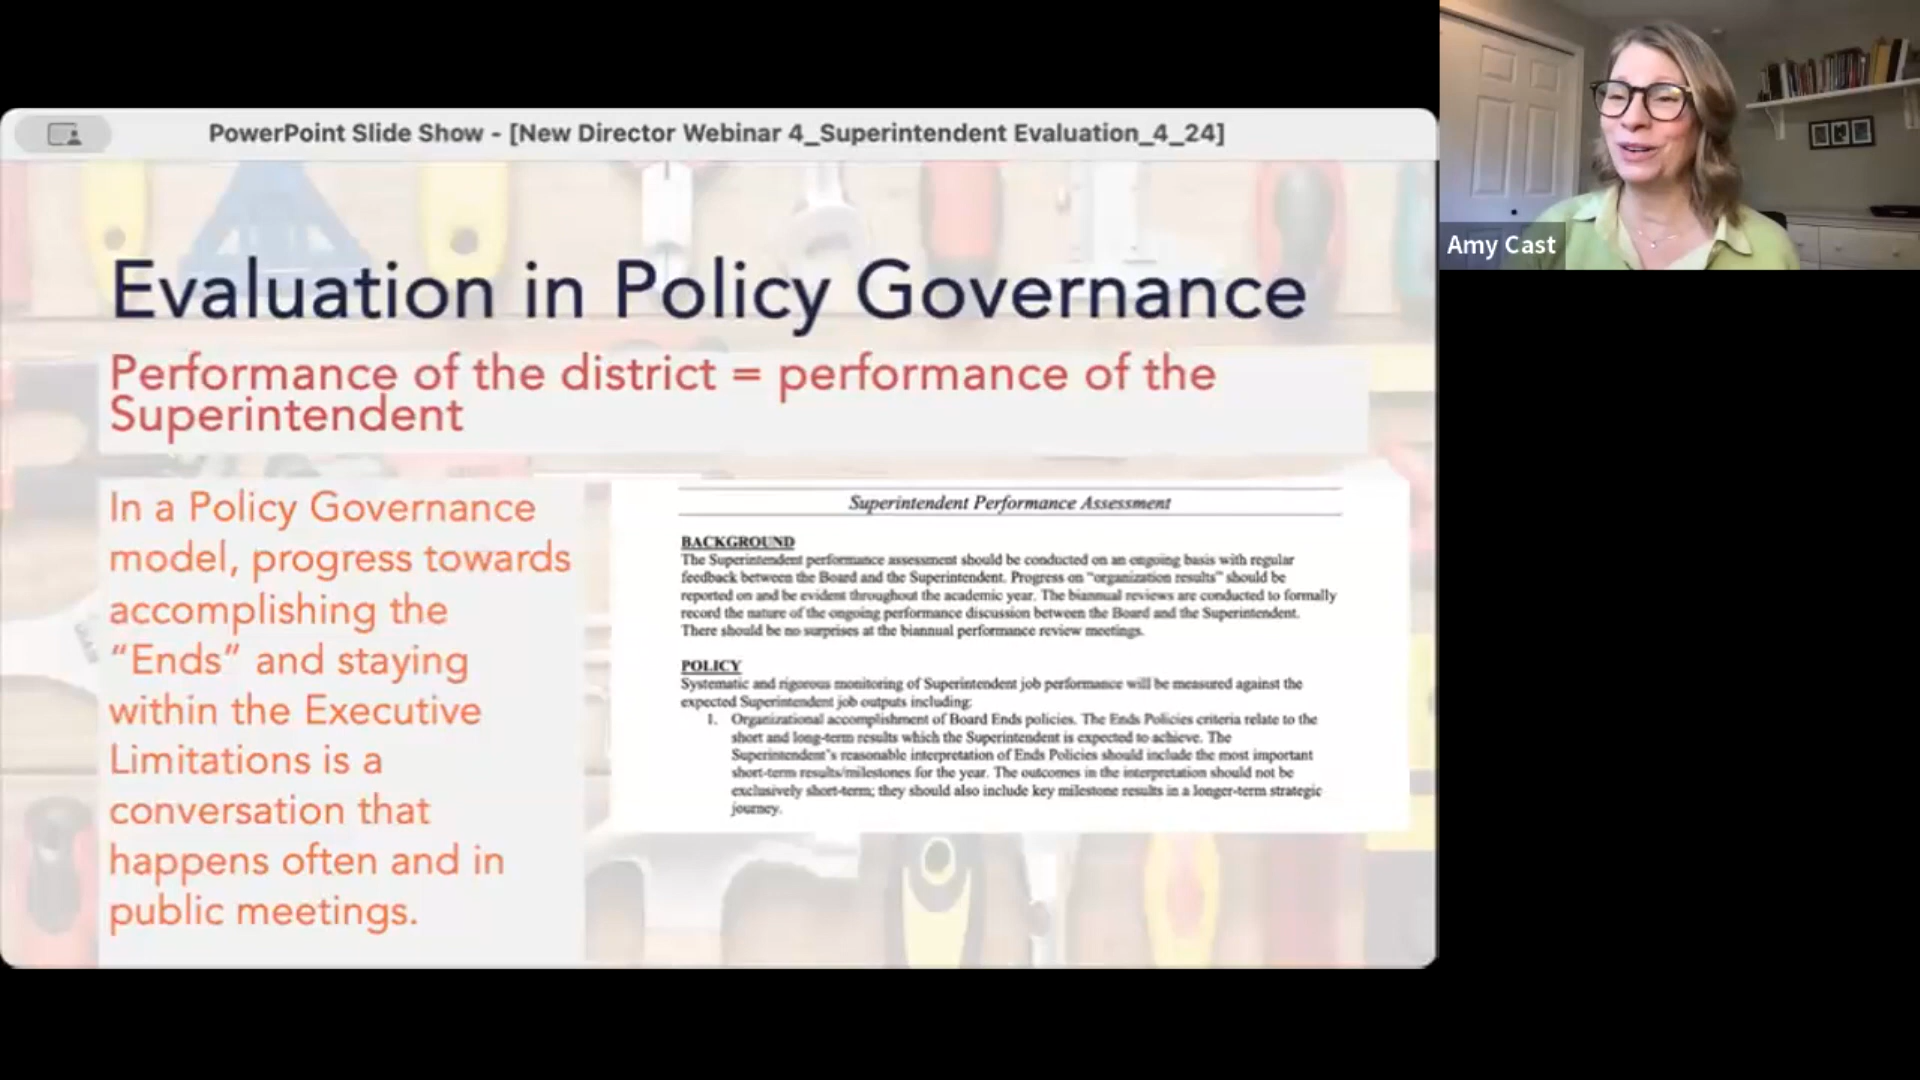 PowerPoint Slide Show - [New Director Webinar 4_Superintendent Evaluation_4_24]
Amy Cast
Evaluation in Policy Governance
Performance of the district = performance of the
Superintendent
In a Policy Governance
model, progress towards
accomplishing the
“Ends” and staying
within the Executive
Limitations is a
conversation that
happens often and in
public meetings.
Superintendent Performance Assessment
BACKGROUND
The Superintendent performance assessment should be conducted on an ongoing basis with regular
feedback between the Board and the Superintendent. Progress on “organization results” should be
reported on and be evident throughout the academic year. The biannual reviews are conducted to formally
record the nature of the ongoing performance discussion between the Board and the Superintendent.
There should be no surprises at the biannual performance review meetings.
POLICY
Systematic and rigorous monitoring of Superintendent job performance will be measured against the
expected Superintendent job outputs including:
1. Organizational accomplishment of Board Ends policies. The Ends Policies criteria relate to the
short and long-term results which the Superintendent is expected to achieve. The
Superintendent’s reasonable interpretation of Ends Policies should include the most important
short-term results/milestones for the year. The outcomes in the interpretation should not be
exclusively short-term; they should also include key milestone results in a longer-term strategic
journey.